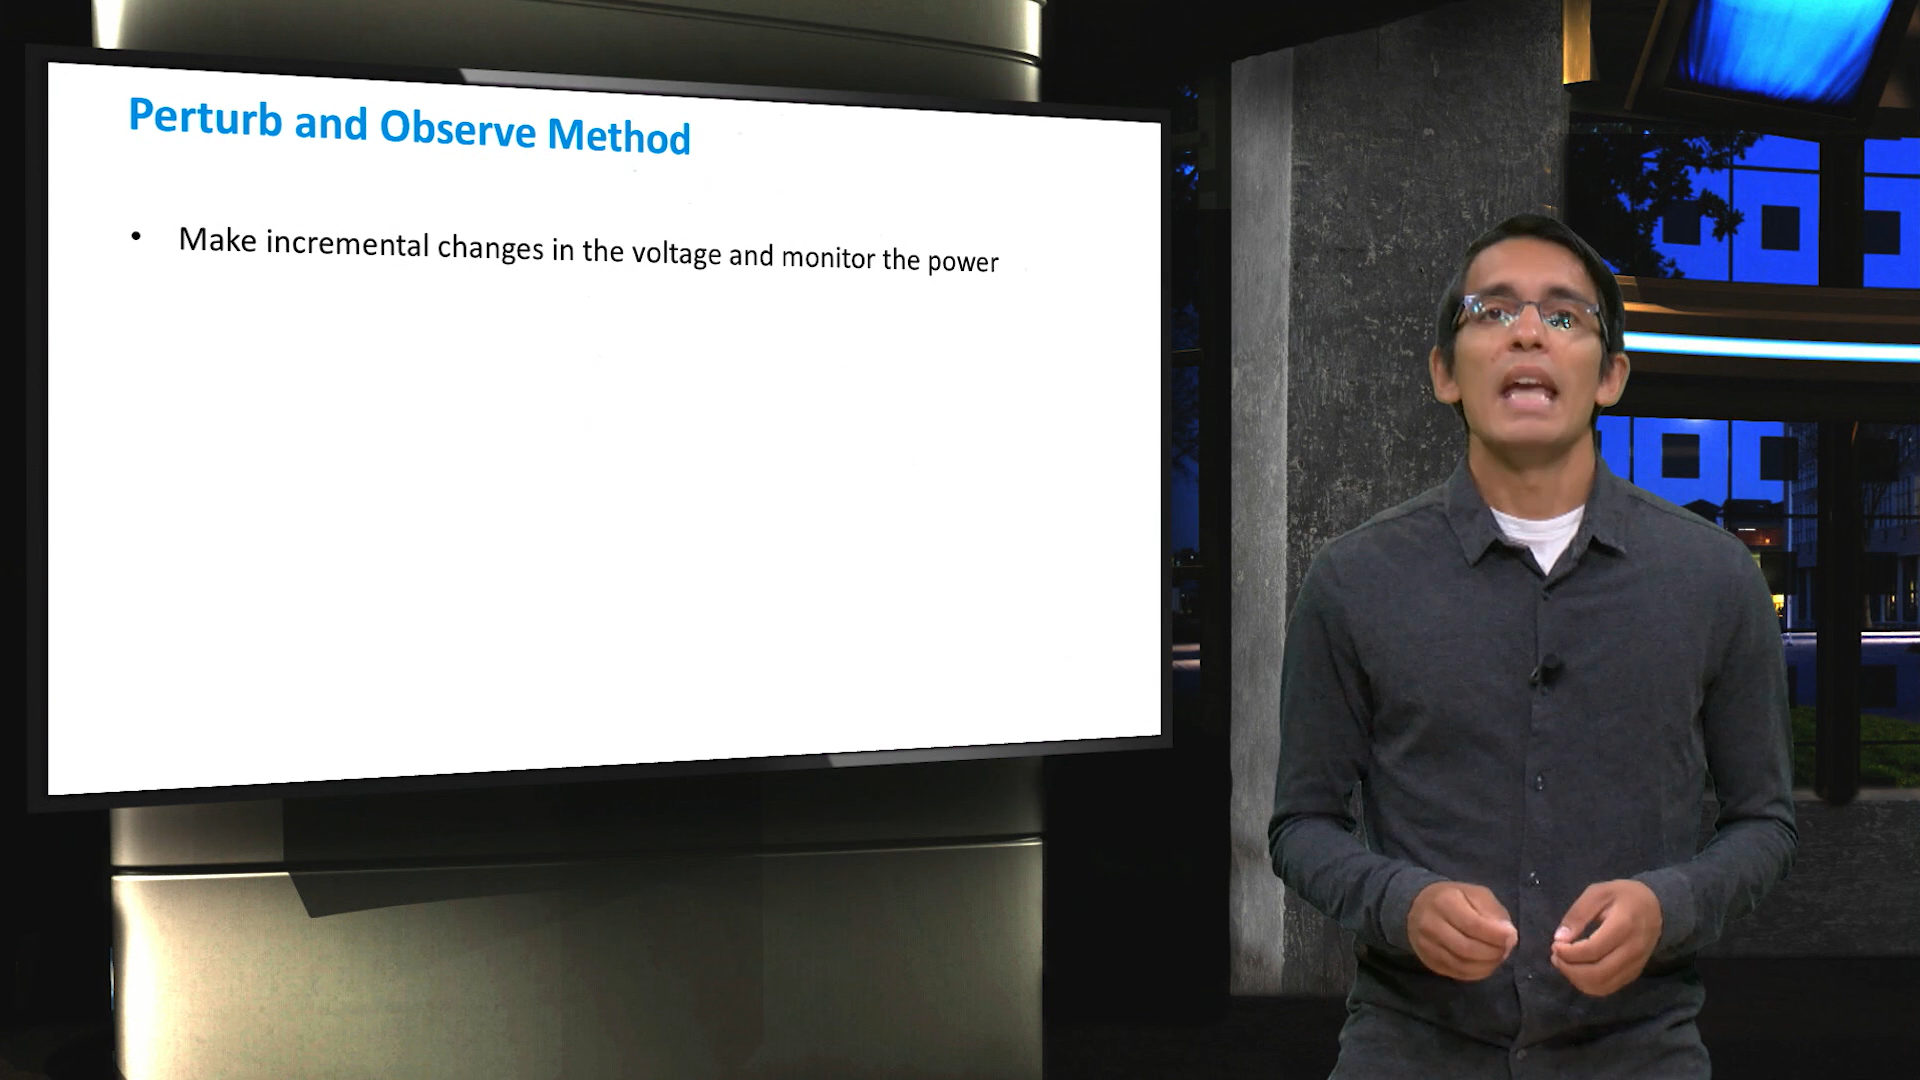 Perturb and Observe Method
• Make incremental changes in the voltage and monitor the power